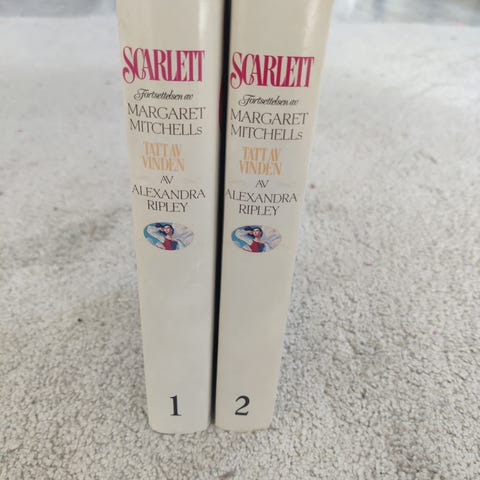 SCARLETT
Fortsettelsen av
MARGARET
MITCHELLs
TATT AV
VINDEN
AV
ALEXANDRA
RIPLEY
1
SCARLETT
Fortsettelsen av
MARGARET
MITCHELLs
TATT AV
VINDEN
AV
ALEXANDRA
RIPLEY
2